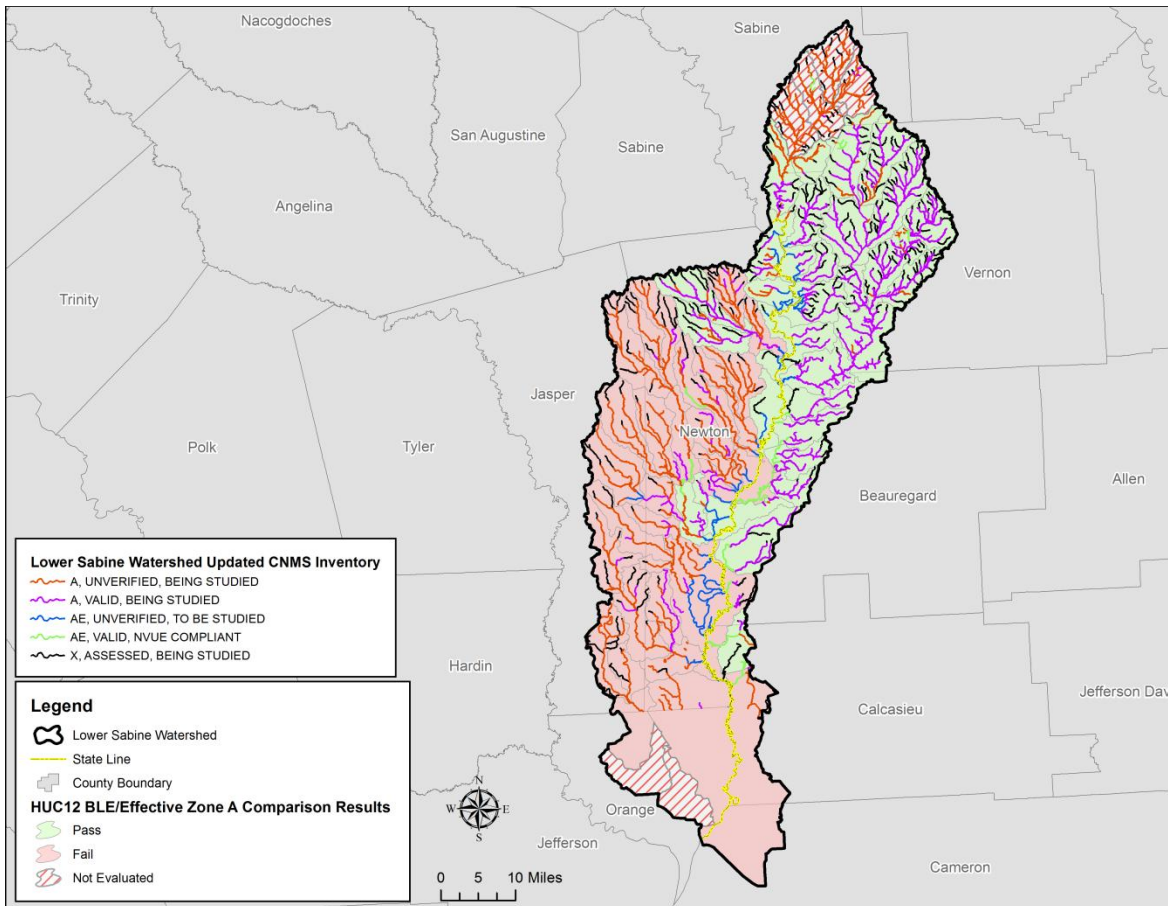 Nacogdoches
Sabine
San Augustine
Sabine
Angelina
Trinity
Vernon
Jasper
Newton
Polk
Tyler
Beauregard
Allen
Lower Sabine Watershed Updated CNMS Inventory
A, UNVERIFIED, BEING STUDIED
A, VALID, BEING STUDIED
AE, UNVERIFIED, TO BE STUDIED
AE, VALID, NVUE COMPLIANT
X, ASSESSED, BEING STUDIED
Hardin
Jefferson Dav
Calcasieu
Legend
Lower Sabine Watershed
State Line
County Boundary
HUC12 BLE/Effective Zone A Comparison Results
Pass
Fail
Not Evaluated
N
W E
S
Orange
Jefferson
Cameron
0 5 10 Miles